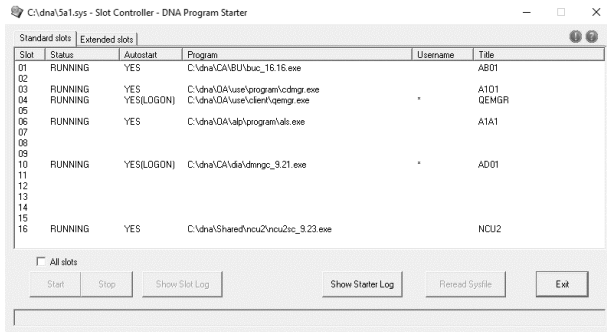 C:\dna\5a1.sys - Slot Controller - DNA Program Starter
Standard slots Extended slots
Slot Status Autostart Program Username Title
01 RUNNING YES C:\dna\CA\BU\buc_16.16.exe AB01
02
03 RUNNING YES C:\dna\OA\use\program\cdmgr.exe A101
04 RUNNING YES(LOGON) C:\dna\OA\use\client\qemgr.exe * QEMGR
05
06 RUNNING YES C:\dna\OA\alp\program\als.exe A1A1
07
08
09
10 RUNNING YES(LOGON) C:\dna\CA\dia\dmngc_9.21.exe * AD01
11
12
13
14
15
16 RUNNING YES C:\dna\Shared\ncu2\ncu2sc_9.23.exe NCU2
All slots
Start Stop Show Slot Log Show Starter Log Reread Sysfile Exit